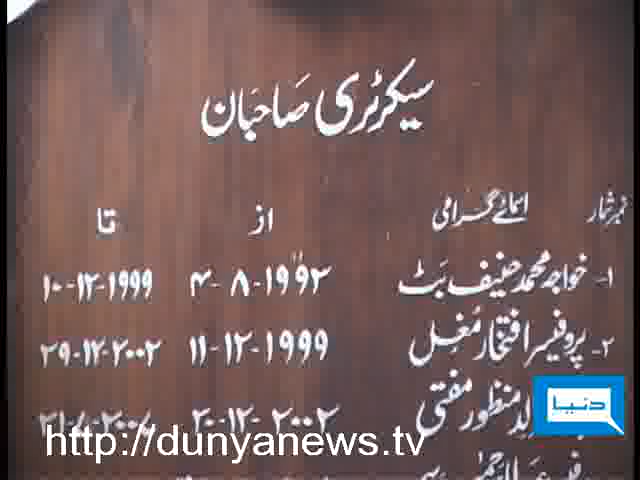 سیکرٹری صاحبان
نمبر شمار اسمائے گرامی از تا
۱- خواجہ محمد حنیف بٹ ۴-۸-۱۹۹۳ ۱۰-۱۲-۱۹۹۹
۲- پروفیسر افتخار مغل ۱۱-۱۲-۱۹۹۹ ۲۹-۱۲-۲۰۰۲
منظور مفتی ۳۰-۱۲-۲۰۰۲
دنیا
http://dunyanews.tv